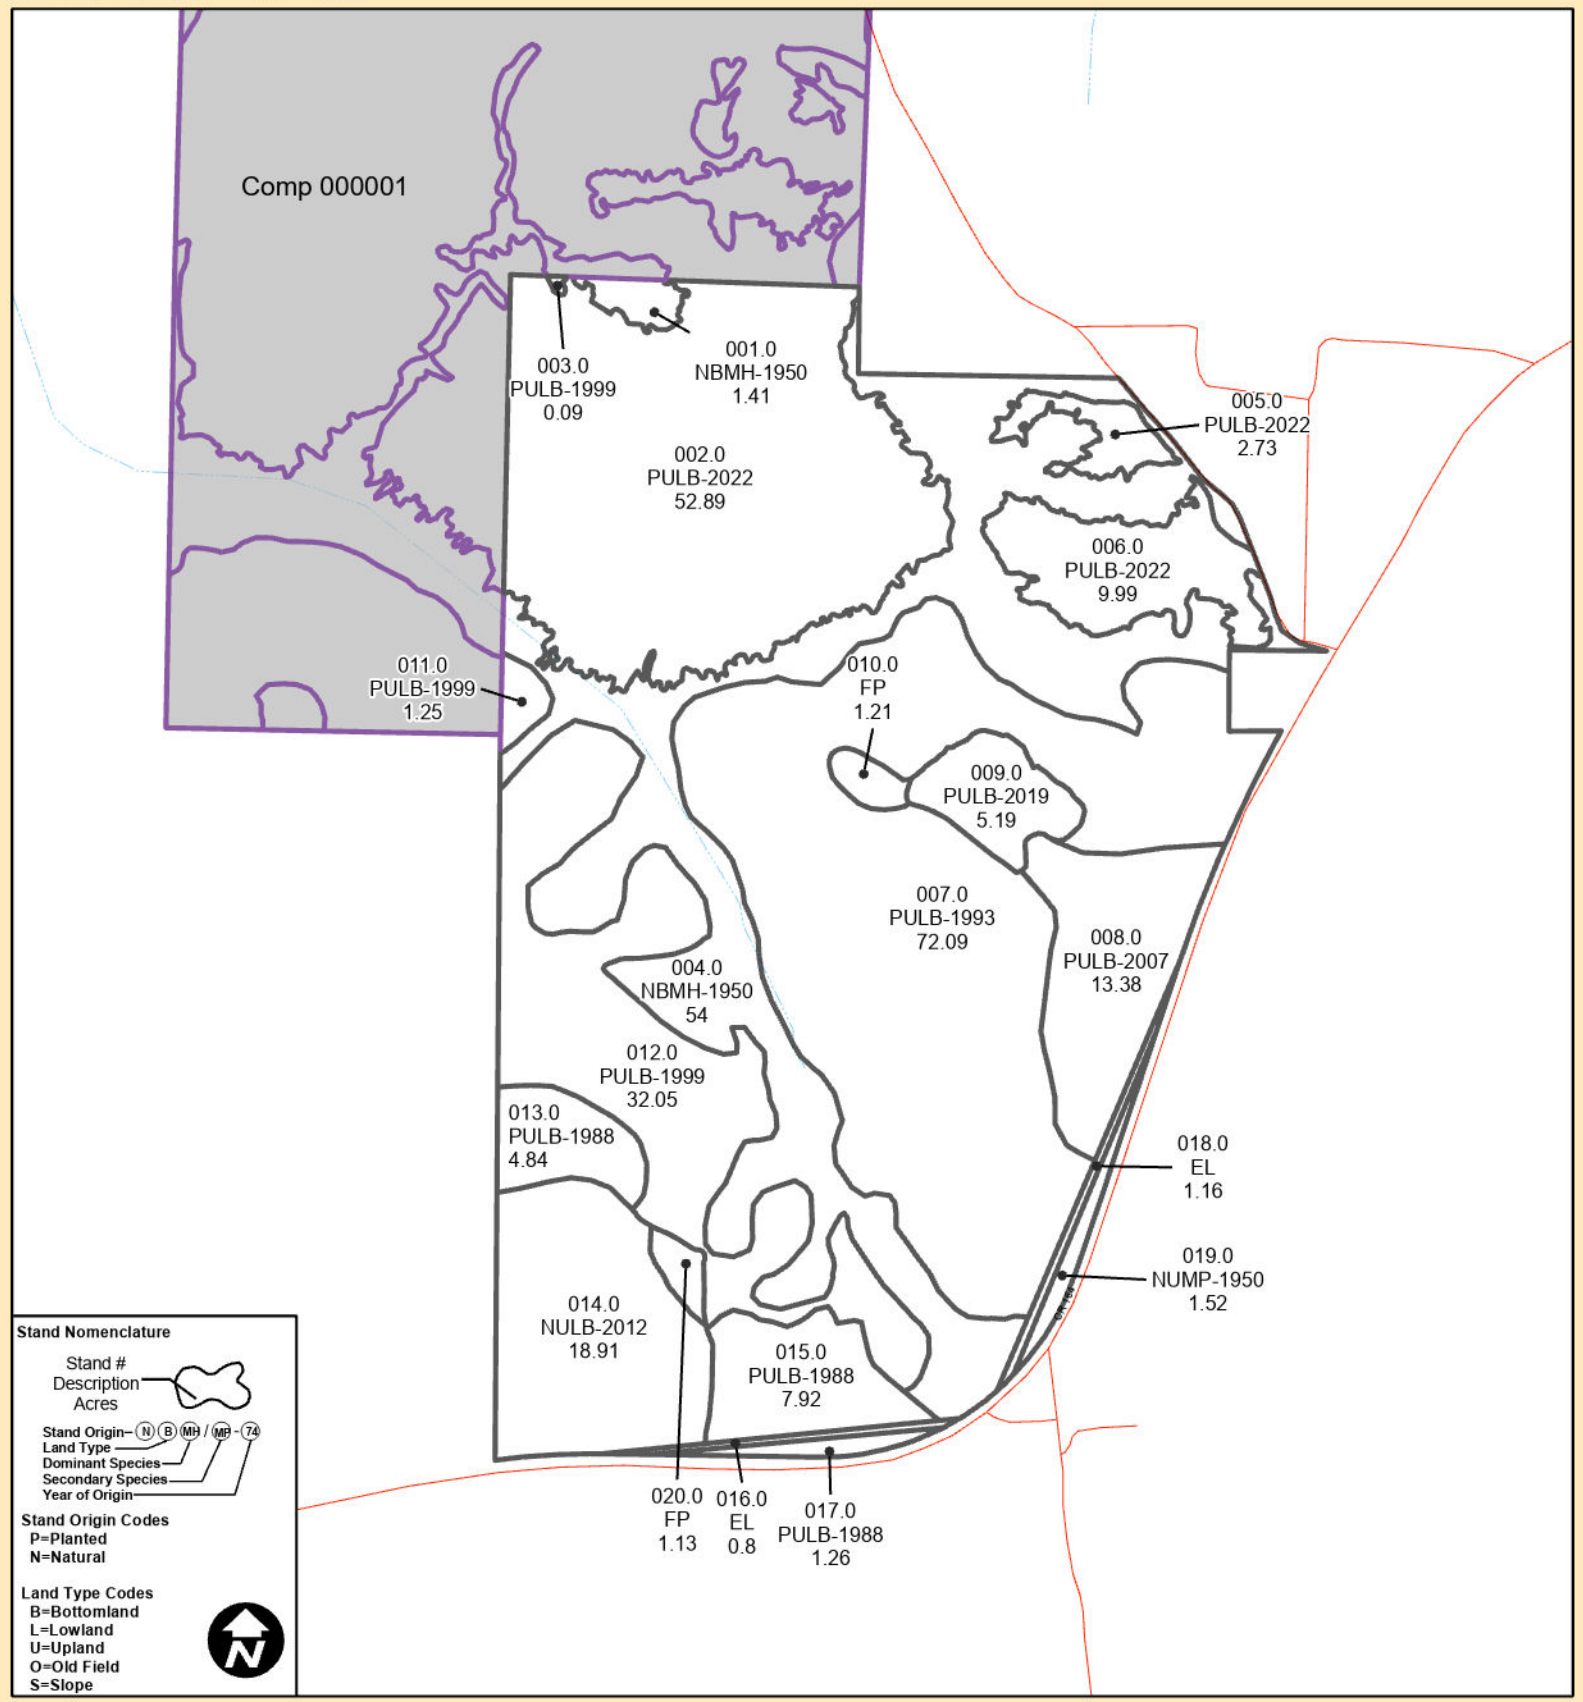 Comp 000001
003.0
PULB-1999
0.09
001.0
NBMH-1950
1.41
002.0
PULB-2022
52.89
005.0
PULB-2022
2.73
006.0
PULB-2022
9.99
011.0
PULB-1999
1.25
010.0
FP
1.21
009.0
PULB-2019
5.19
007.0
PULB-1993
72.09
008.0
PULB-2007
13.38
004.0
NBMH-1950
54
012.0
PULB-1999
32.05
013.0
PULB-1988
4.84
018.0
EL
1.16
019.0
NUMP-1950
1.52
CR 164
014.0
NULB-2012
18.91
015.0
PULB-1988
7.92
020.0
FP
1.13
016.0
EL
0.8
017.0
PULB-1988
1.26
Stand Nomenclature
Stand #
Description
Acres
Stand Origin N B MH / MP - 74
Land Type
Dominant Species
Secondary Species
Year of Origin
Stand Origin Codes
P=Planted
N=Natural
Land Type Codes
B=Bottomland
L=Lowland
U=Upland
O=Old Field
S=Slope
N